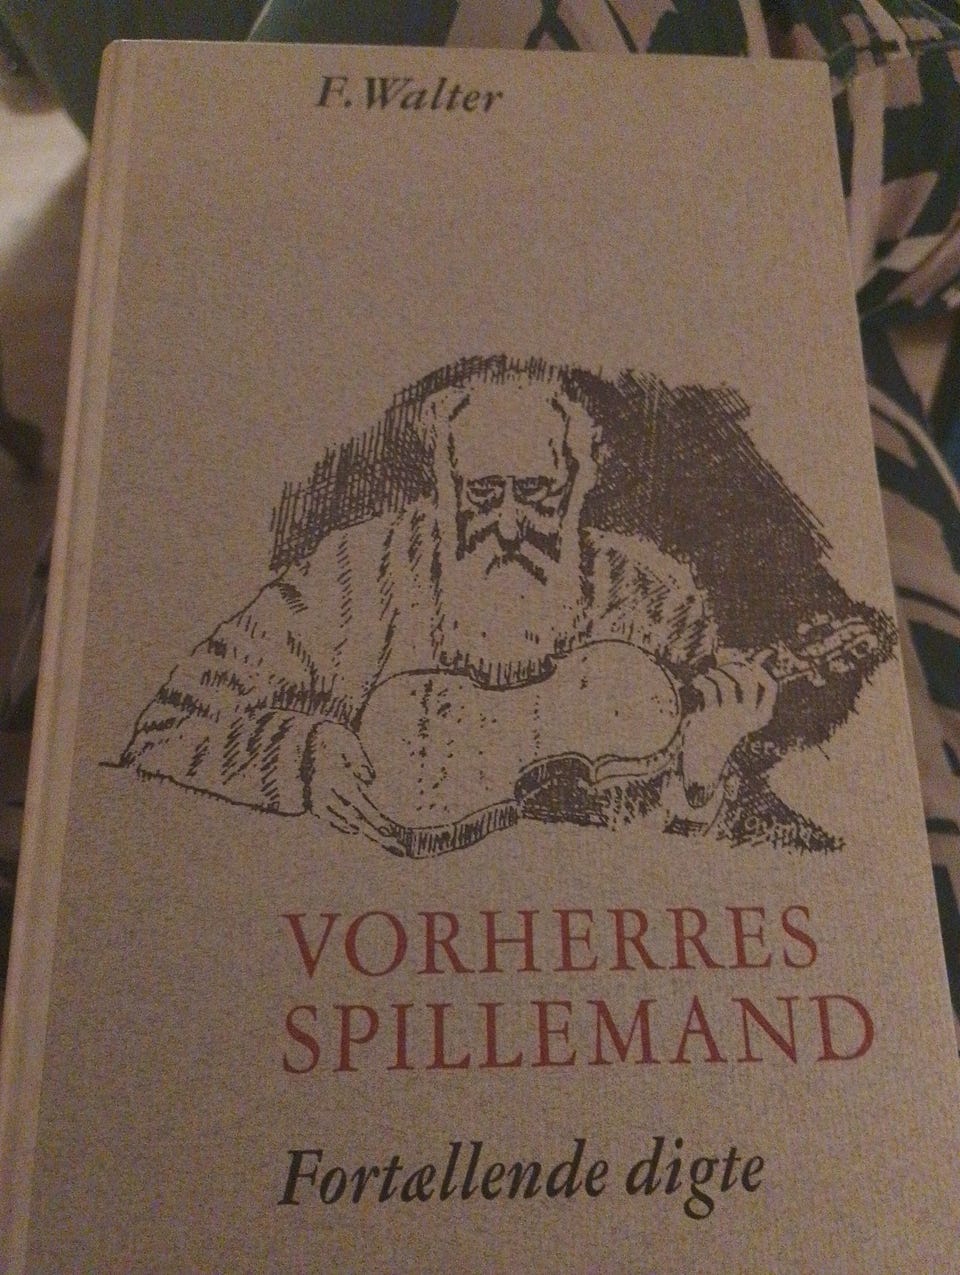 F. Walter
VORHERRES
SPILLEMAND
Fortællende digte